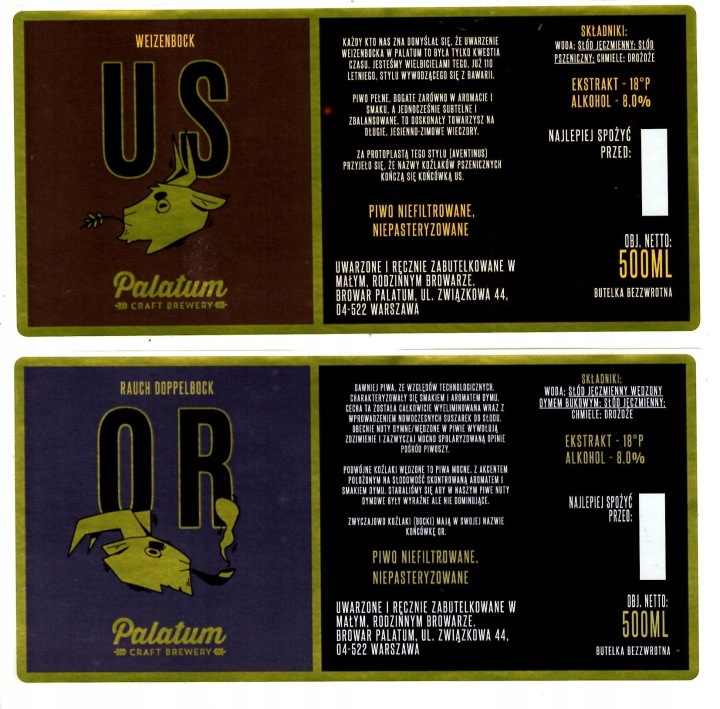 WEIZENBOCK
US
Palatum
CRAFT BREWERY
KAŻDY KTO NAS ZNA DOMYŚLAŁ SIĘ, ŻE UWARZENIE
WEIZENBOCKA W PALATUM TO BYŁA TYLKO KWESTIA
CZASU. JESTEŚMY WIELBICIELAMI TEGO, JUŻ 110
LETNIEGO, STYLU WYWODZĄCEGO SIĘ Z BAWARII.
PIWO PEŁNE, BOGATE ZARÓWNO W AROMACIE I
SMAKU, A JEDNOCZEŚNIE SUBTELNE I
ZBALANSOWANE. TO DOSKONAŁY TOWARZYSZ NA
DŁUGIE, JESIENNO-ZIMOWE WIECZORY.
ZA PROTOPLASTĄ TEGO STYLU (AVENTINUS)
PRZYJEŁO SIĘ, ŻE NAZWY KOŹLAKÓW PSZENICZNYCH
KOŃCZĄ SIĘ KOŃCÓWKĄ US.
PIWO NIEFILTROWANE,
NIEPASTERYZOWANE
UWARZONE I RĘCZNIE ZABUTELKOWANE W
MAŁYM, RODZINNYM BROWARZE.
BROWAR PALATUM, UL. ZWIĄZKOWA 44,
04-522 WARSZAWA
SKŁADNIKI:
WODA; SŁÓD JĘCZMIENNY; SŁÓD
PSZENICZNY; CHMIELE; DROŻDŻE
EKSTRAKT - 18°P
ALKOHOL - 8.0%
NAJLEPIEJ SPOŻYĆ
PRZED:
OBJ. NETTO:
500ML
BUTELKA BEZZWROTNA
RAUCH DOPPELBOCK
OR
Palatum
CRAFT BREWERY
DAWNIEJ PIWA, ZE WZGLĘDÓW TECHNOLOGICZNYCH,
CHARAKTERYZOWAŁY SIĘ SMAKIEM I AROMATEM DYMU.
CECHA TA ZOSTAŁA CAŁKOWICIE WYELIMINOWANA WRAZ Z
WPROWADZENIEM NOWOCZESNYCH SUSZAREK DO SŁODU.
OBECNIE NUTY DYMNE/WĘDZONE W PIWIE WYWOŁUJĄ
ZDZIWIENIE I ZAZWYCZAJ MOCNO SPOLARYZOWANĄ OPINIE
POŚRÓD PIWOSZY.
PODWÓJNE KOŹLAKI WĘDZONE TO PIWA MOCNE, Z AKCENTEM
POŁOŻONYM NA SŁODOWOŚĆ SKONTROWANĄ AROMATEM I
SMAKIEM DYMU. STARALIŚMY SIĘ ABY W NASZYM PIWE NUTY
DYMOWE BYŁY WYRAŹNE ALE NIE DOMINUJĄCE.
ZWYCZAJOWO KOŹLAKI (BOCKI) MAJĄ W SWOJEJ NAZWIE
KOŃCÓWKĘ OR.
PIWO NIEFILTROWANE,
NIEPASTERYZOWANE
UWARZONE I RĘCZNIE ZABUTELKOWANE W
MAŁYM, RODZINNYM BROWARZE.
BROWAR PALATUM, UL. ZWIĄZKOWA 44,
04-522 WARSZAWA
SKŁADNIKI:
WODA; SŁÓD JĘCZMIENNY WĘDZONY
DYMEM BUKOWYM; SŁÓD JĘCZMIENNY;
CHMIELE; DROŻDŻE
EKSTRAKT - 18°P
ALKOHOL - 8.0%
NAJLEPIEJ SPOŻYĆ
PRZED:
OBJ. NETTO:
500ML
BUTELKA BEZZWROTNA